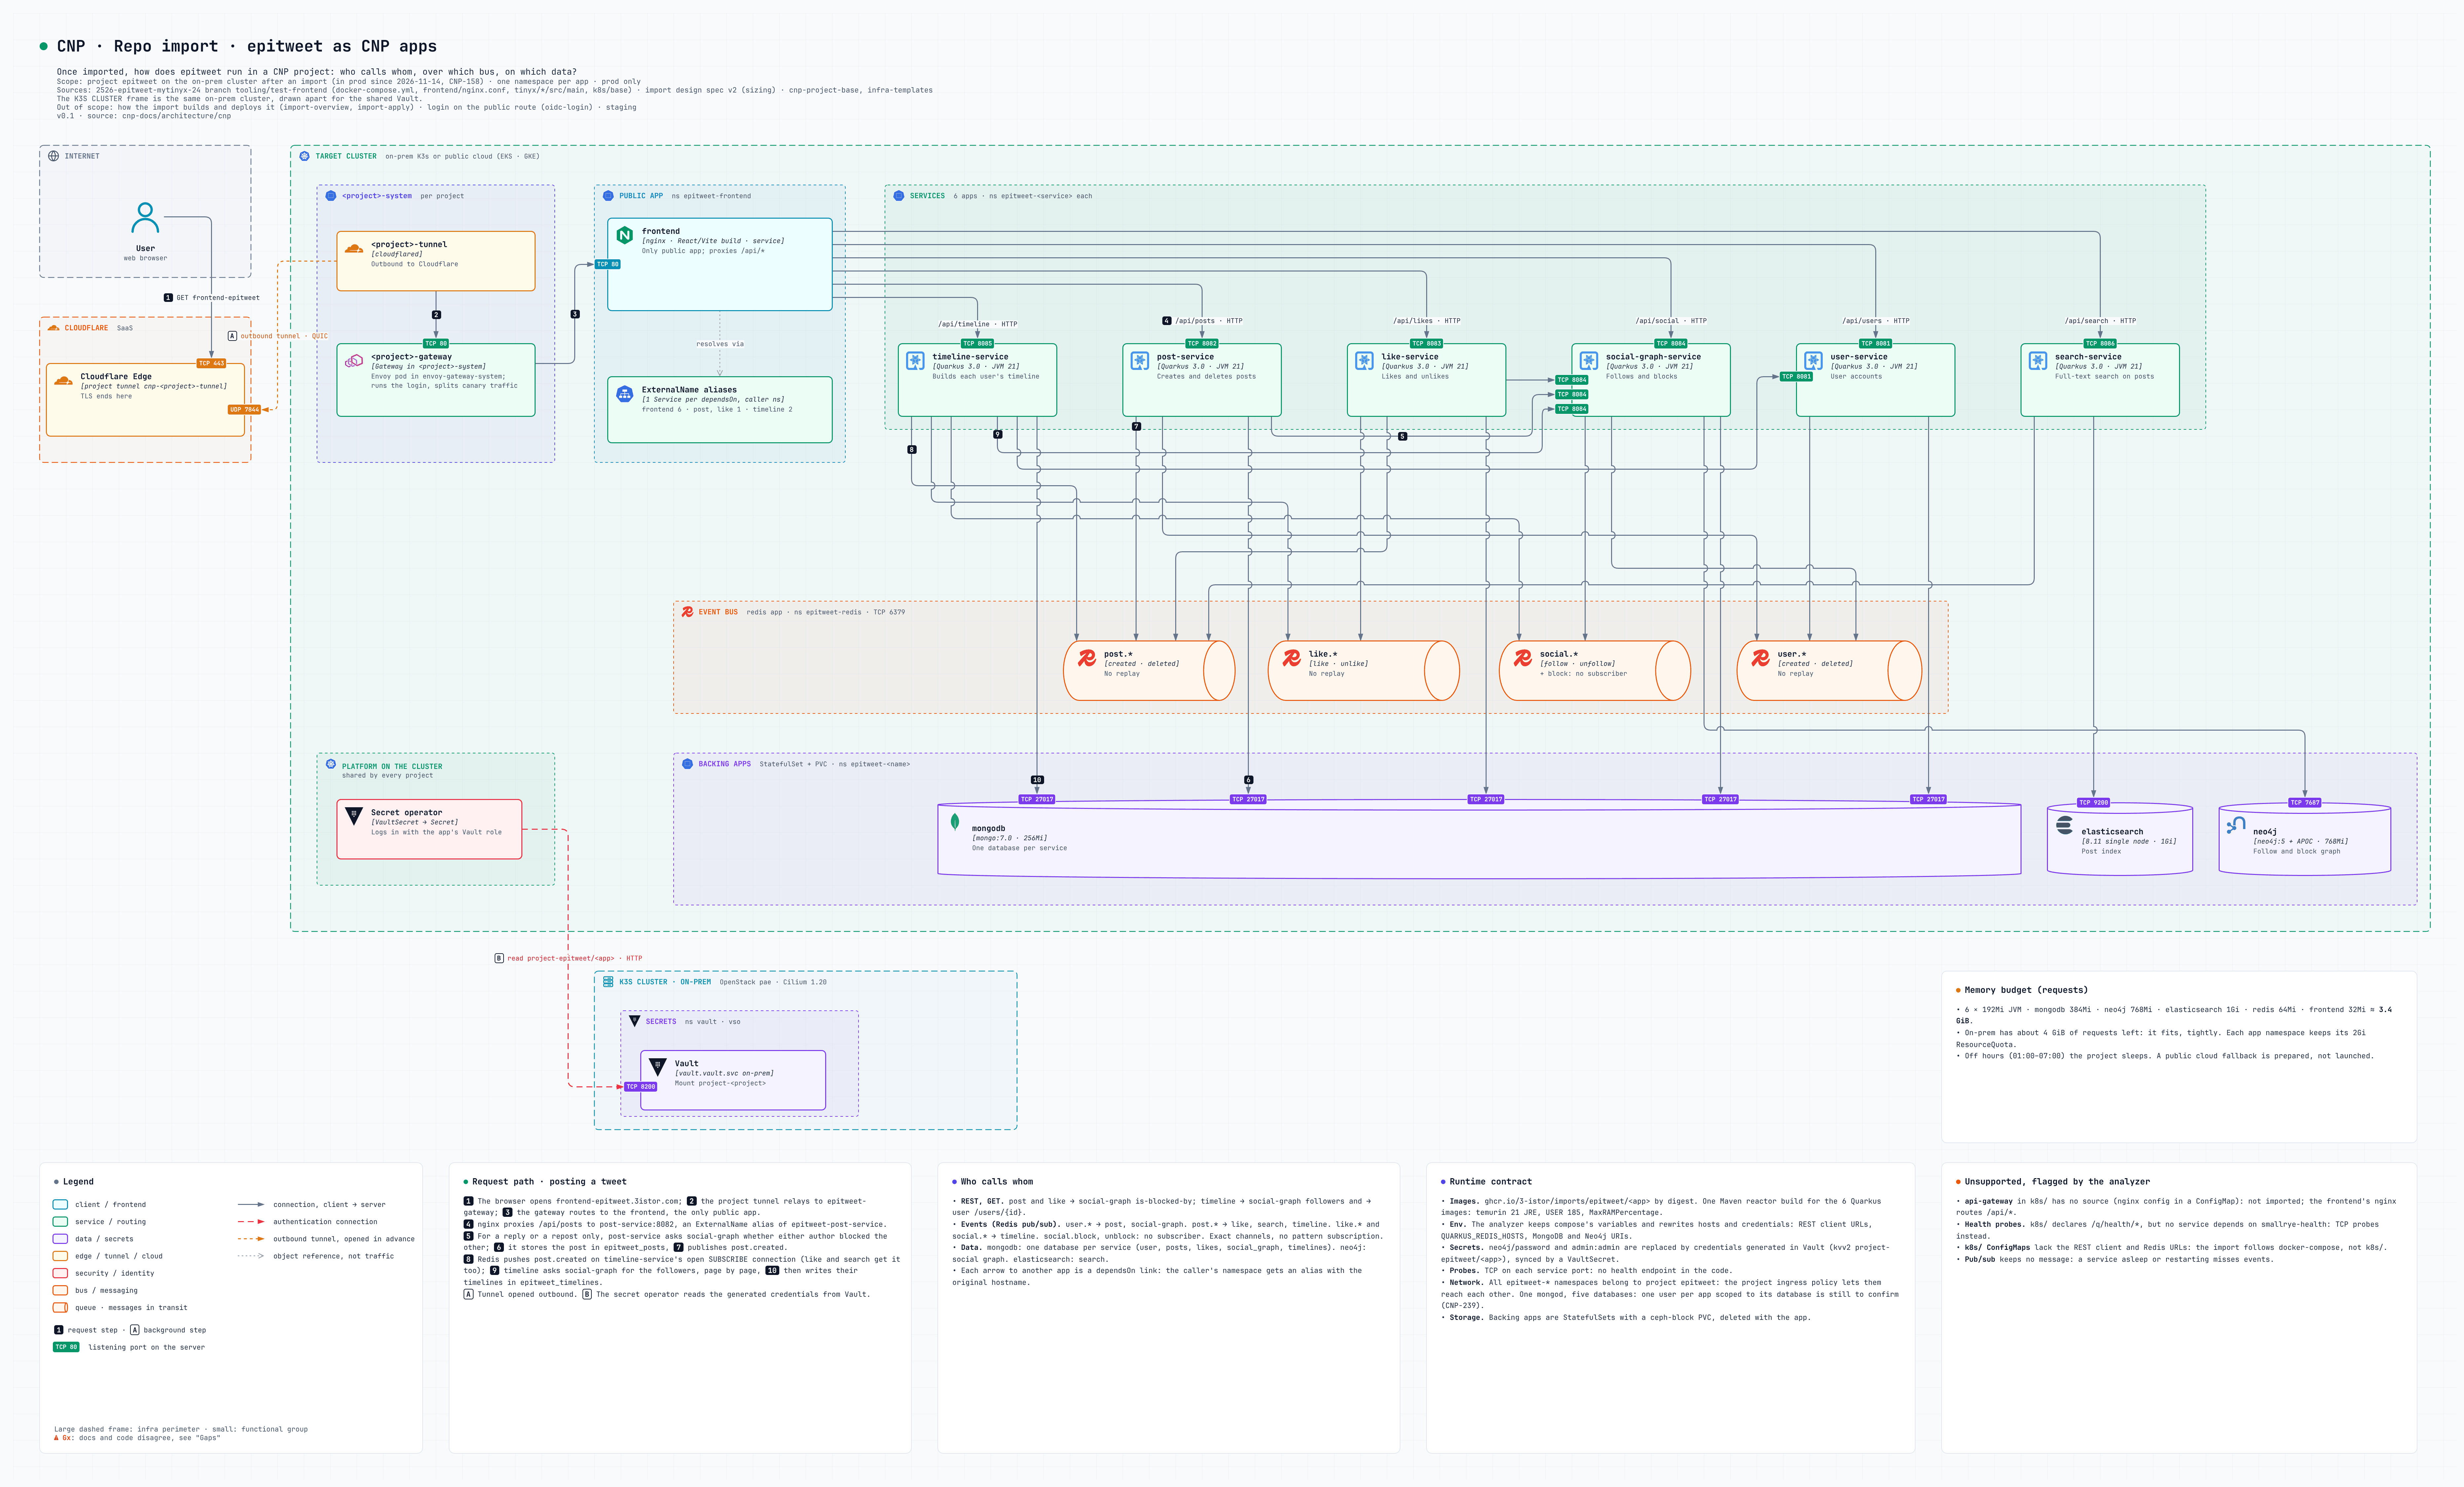 CNP · Repo import · epitweet as CNP apps
Once imported, how does epitweet run in a CNP project: who calls whom, over which bus, on which data?
Scope: project epitweet on the on-prem cluster after an import (in prod since 2026-11-14, CNP-158) · one namespace per app · prod only
Sources: 2526-epitweet-mytinyx-24 branch tooling/test-frontend (docker-compose.yml, frontend/nginx.conf, tinyx/*/src/main, k8s/base) · import design spec v2 (sizing) · cnp-project-base, infra-templates
The K3S CLUSTER frame is the same on-prem cluster, drawn apart for the shared Vault.
Out of scope: how the import builds and deploys it (import-overview, import-apply) · login on the public route (oidc-login) · staging
v0.1 · source: cnp-docs/architecture/cnp
INTERNET
User
web browser
1 GET frontend-epitweet
CLOUDFLARE SaaS
A outbound tunnel · QUIC
TCP 443
Cloudflare Edge
[project tunnel cnp-<project>-tunnel]
TLS ends here
UDP 7844
TARGET CLUSTER on-prem K3s or public cloud (EKS · GKE)
<project>-system per project
<project>-tunnel
[cloudflared]
Outbound to Cloudflare
2
TCP 80
<project>-gateway
[Gateway in <project>-system]
Envoy pod in envoy-gateway-system;
runs the login, splits canary traffic
3
PUBLIC APP ns epitweet-frontend
frontend
[nginx · React/Vite build · service]
Only public app; proxies /api/*
TCP 80
resolves via
ExternalName aliases
[1 Service per dependsOn, caller ns]
frontend 6 · post, like 1 · timeline 2
SERVICES 6 apps · ns epitweet-<service> each
/api/timeline · HTTP
4 /api/posts · HTTP
/api/likes · HTTP
/api/social · HTTP
/api/users · HTTP
/api/search · HTTP
TCP 8085
timeline-service
[Quarkus 3.0 · JVM 21]
Builds each user's timeline
TCP 8082
post-service
[Quarkus 3.0 · JVM 21]
Creates and deletes posts
TCP 8083
like-service
[Quarkus 3.0 · JVM 21]
Likes and unlikes
TCP 8084
social-graph-service
[Quarkus 3.0 · JVM 21]
Follows and blocks
TCP 8084
TCP 8084
TCP 8084
TCP 8081
user-service
[Quarkus 3.0 · JVM 21]
User accounts
TCP 8081
TCP 8086
search-service
[Quarkus 3.0 · JVM 21]
Full-text search on posts
7
9
5
8
EVENT BUS redis app · ns epitweet-redis · TCP 6379
post.*
[created · deleted]
No replay
like.*
[like · unlike]
No replay
social.*
[follow · unfollow]
+ block: no subscriber
user.*
[created · deleted]
No replay
PLATFORM ON THE CLUSTER
shared by every project
Secret operator
[VaultSecret → Secret]
Logs in with the app's Vault role
BACKING APPS StatefulSet + PVC · ns epitweet-<name>
10
6
TCP 27017
TCP 27017
TCP 27017
TCP 27017
TCP 27017
mongodb
[mongo:7.0 · 256Mi]
One database per service
TCP 9200
elasticsearch
[8.11 single node · 1Gi]
Post index
TCP 7687
neo4j
[neo4j:5 + APOC · 768Mi]
Follow and block graph
B read project-epitweet/<app> · HTTP
K3S CLUSTER · ON-PREM OpenStack pae · Cilium 1.20
SECRETS ns vault · vso
Vault
[vault.vault.svc on-prem]
Mount project-<project>
TCP 8200
Memory budget (requests)
• 6 × 192Mi JVM · mongodb 384Mi · neo4j 768Mi · elasticsearch 1Gi · redis 64Mi · frontend 32Mi ≈ 3.4
GiB.
• On-prem has about 4 GiB of requests left: it fits, tightly. Each app namespace keeps its 2Gi
ResourceQuota.
• Off hours (01:00-07:00) the project sleeps. A public cloud fallback is prepared, not launched.
Legend
client / frontend
service / routing
data / secrets
edge / tunnel / cloud
security / identity
bus / messaging
queue · messages in transit
connection, client → server
authentication connection
outbound tunnel, opened in advance
object reference, not traffic
1 request step · A background step
TCP 80 listening port on the server
Large dashed frame: infra perimeter · small: functional group
Gx: docs and code disagree, see "Gaps"
Request path · posting a tweet
1 The browser opens frontend-epitweet.3istor.com; 2 the project tunnel relays to epitweet-
gateway; 3 the gateway routes to the frontend, the only public app.
4 nginx proxies /api/posts to post-service:8082, an ExternalName alias of epitweet-post-service.
5 For a reply or a repost only, post-service asks social-graph whether either author blocked the
other; 6 it stores the post in epitweet_posts, 7 publishes post.created.
8 Redis pushes post.created on timeline-service's open SUBSCRIBE connection (like and search get it
too); 9 timeline asks social-graph for the followers, page by page, 10 then writes their
timelines in epitweet_timelines.
A Tunnel opened outbound. B The secret operator reads the generated credentials from Vault.
Who calls whom
• REST, GET. post and like → social-graph is-blocked-by; timeline → social-graph followers and →
user /users/{id}.
• Events (Redis pub/sub). user.* → post, social-graph. post.* → like, search, timeline. like.* and
social.* → timeline. social.block, unblock: no subscriber. Exact channels, no pattern subscription.
• Data. mongodb: one database per service (user, posts, likes, social_graph, timelines). neo4j:
social graph. elasticsearch: search.
• Each arrow to another app is a dependsOn link: the caller's namespace gets an alias with the
original hostname.
Runtime contract
• Images. ghcr.io/3-istor/imports/epitweet/<app> by digest. One Maven reactor build for the 6 Quarkus
images: temurin 21 JRE, USER 185, MaxRAMPercentage.
• Env. The analyzer keeps compose's variables and rewrites hosts and credentials: REST client URLs,
QUARKUS_REDIS_HOSTS, MongoDB and Neo4j URIs.
• Secrets. neo4j/password and admin:admin are replaced by credentials generated in Vault (kvv2 project-
epitweet/<app>), synced by a VaultSecret.
• Probes. TCP on each service port: no health endpoint in the code.
• Network. All epitweet-* namespaces belong to project epitweet: the project ingress policy lets them
reach each other. One mongod, five databases: one user per app scoped to its database is still to confirm
(CNP-239).
• Storage. Backing apps are StatefulSets with a ceph-block PVC, deleted with the app.
Unsupported, flagged by the analyzer
• api-gateway in k8s/ has no source (nginx config in a ConfigMap): not imported; the frontend's nginx
routes /api/*.
• Health probes. k8s/ declares /q/health/*, but no service depends on smallrye-health: TCP probes
instead.
• k8s/ ConfigMaps lack the REST client and Redis URLs: the import follows docker-compose, not k8s/.
• Pub/sub keeps no message: a service asleep or restarting misses events.